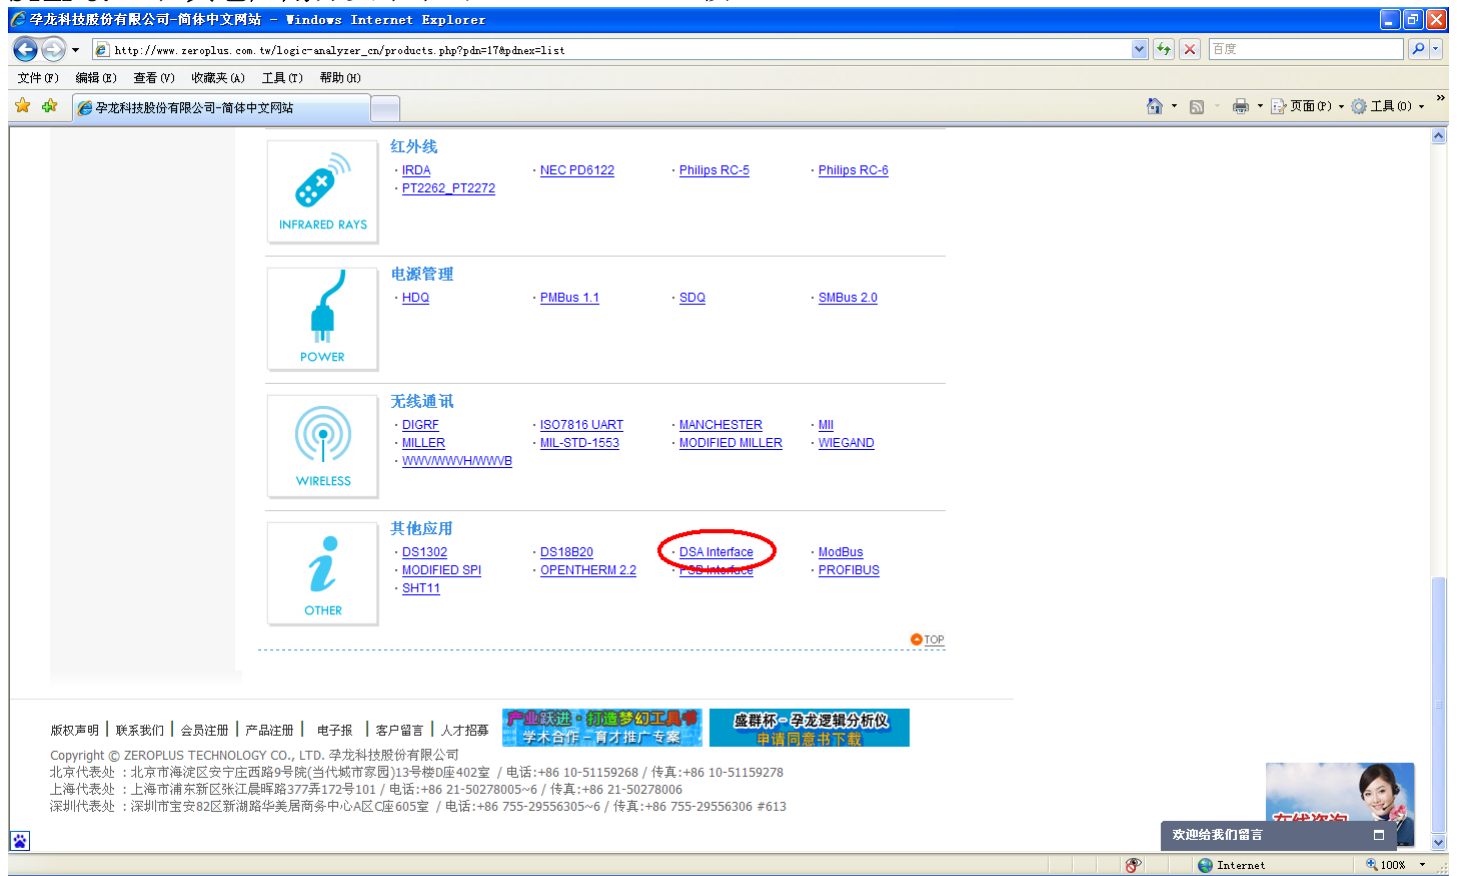 孕龙科技股份有限公司-简体中文网站 - Windows Internet Explorer
http://www.zeroplus.com.tw/logic-analyzer_cn/products.php?pdn=17&pdnex=list
百度
文件(F) 编辑(E) 查看(V) 收藏夹(A) 工具(T) 帮助(H)
孕龙科技股份有限公司-简体中文网站
页面(P) 工具(O)
红外线
· IRDA · NEC PD6122 · Philips RC-5 · Philips RC-6
· PT2262_PT2272
INFRARED RAYS
电源管理
· HDQ · PMBus 1.1 · SDQ · SMBus 2.0
POWER
无线通讯
· DIGRF · ISO7816 UART · MANCHESTER · MII
· MILLER · MIL-STD-1553 · MODIFIED MILLER · WIEGAND
· WWV/WWVH/WWVB
WIRELESS
其他应用
· DS1302 · DS18B20 · DSA Interface · ModBus
· MODIFIED SPI · OPENTHERM 2.2 · PSB Interface · PROFIBUS
· SHT11
OTHER
TOP
版权声明 联系我们 会员注册 产品注册 电子报 客户留言 人才招募
产业跃进·打造梦幻工具
学术合作-育才推广专案
盛群杯-孕龙逻辑分析仪
申请同意书下载
Copyright © ZEROPLUS TECHNOLOGY CO., LTD. 孕龙科技股份有限公司
北京代表处 : 北京市海淀区安宁庄西路9号院(当代城市家园)13号楼D座402室 / 电话:+86 10-51159268 / 传真:+86 10-51159278
上海代表处 : 上海市浦东新区张江晨晖路377弄172号101 / 电话:+86 21-50278005~6 / 传真:+86 21-50278006
深圳代表处 : 深圳市宝安82区新湖路华美居商务中心A区C座605室 / 电话:+86 755-29556305~6 / 传真:+86 755-29556306 #613
在线咨询
欢迎给我们留言
Internet 100%